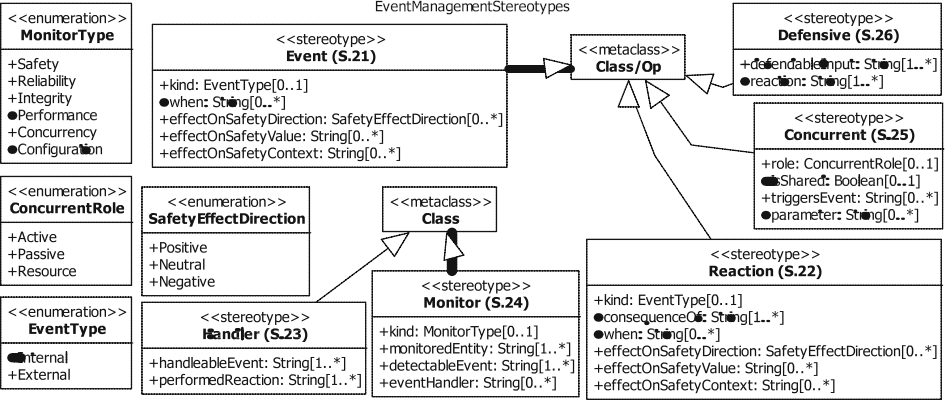 EventManagementStereotypes
<<enumeration>>
MonitorType
+Safety
+Reliability
+Integrity
+Performance
+Concurrency
+Configuration
<<stereotype>>
Event (S.21)
+kind: EventType[0..1]
+when: String[0..*]
+effectOnSafetyDirection: SafetyEffectDirection[0..*]
+effectOnSafetyValue: String[0..*]
+effectOnSafetyContext: String[0..*]
<<metaclass>>
Class/Op
<<stereotype>>
Defensive (S.26)
+defendableInput: String[1..*]
+reaction: String[1..*]
<<stereotype>>
Concurrent (S.25)
+role: ConcurrentRole[0..1]
+isShared: Boolean[0..1]
+triggersEvent: String[0..*]
+parameter: String[0..*]
<<enumeration>>
ConcurrentRole
+Active
+Passive
+Resource
<<enumeration>>
SafetyEffectDirection
+Positive
+Neutral
+Negative
<<metaclass>>
Class
<<stereotype>>
Reaction (S.22)
+kind: EventType[0..1]
+consequenceOf: String[1..*]
+when: String[0..*]
+effectOnSafetyDirection: SafetyEffectDirection[0..*]
+effectOnSafetyValue: String[0..*]
+effectOnSafetyContext: String[0..*]
<<enumeration>>
EventType
+Internal
+External
<<stereotype>>
Handler (S.23)
+handleableEvent: String[1..*]
+performedReaction: String[1..*]
<<stereotype>>
Monitor (S.24)
+kind: MonitorType[0..1]
+monitoredEntity: String[1..*]
+detectableEvent: String[1..*]
+eventHandler: String[0..*]